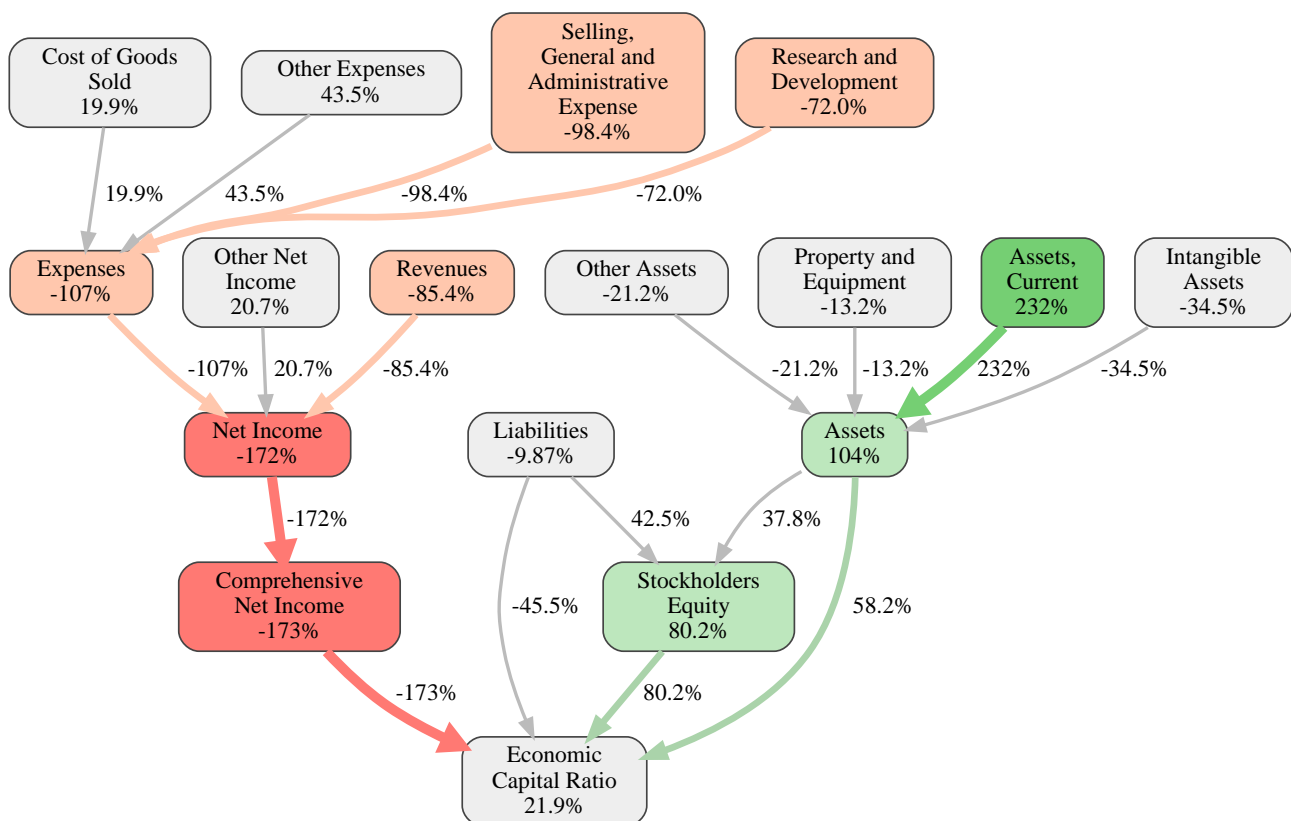 Cost of Goods
Sold
19.9%
Other Expenses
43.5%
Selling,
General and
Administrative
Expense
-98.4%
Research and
Development
-72.0%
19.9%
43.5%
-98.4%
-72.0%
Expenses
-107%
Other Net
Income
20.7%
Revenues
-85.4%
Other Assets
-21.2%
Property and
Equipment
-13.2%
Assets,
Current
232%
Intangible
Assets
-34.5%
-107%
20.7%
-85.4%
-21.2%
-13.2%
232%
-34.5%
Net Income
-172%
Liabilities
-9.87%
Assets
104%
-172%
42.5%
37.8%
Comprehensive
Net Income
-173%
-45.5%
Stockholders
Equity
80.2%
58.2%
-173%
80.2%
Economic
Capital Ratio
21.9%